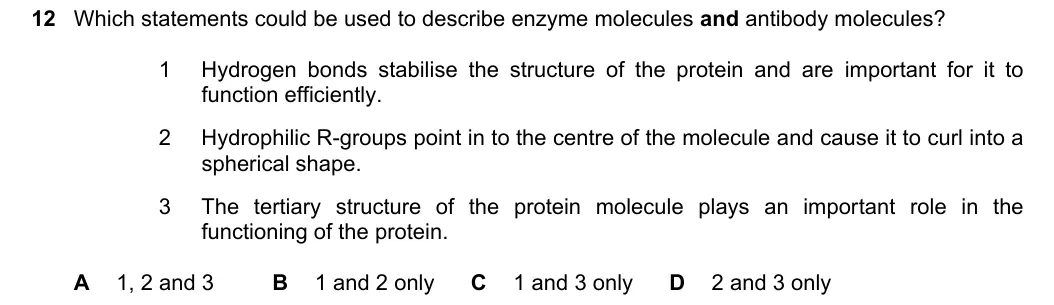 12 Which statements could be used to describe enzyme molecules and antibody molecules?
1 Hydrogen bonds stabilise the structure of the protein and are important for it to
function efficiently.
2 Hydrophilic R-groups point in to the centre of the molecule and cause it to curl into a
spherical shape.
3 The tertiary structure of the protein molecule plays an important role in the
functioning of the protein.
A 1, 2 and 3 B 1 and 2 only C 1 and 3 only D 2 and 3 only